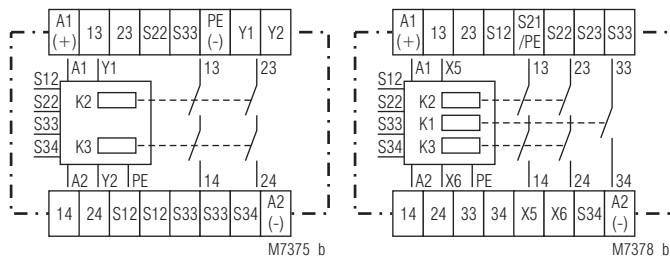 A1 (+) 13 23 S22 S33 PE (-) Y1 Y2
A1 Y1 13 23
S12
S22 K2
S33
S34 K3
A2 Y2 PE 14 24
14 24 S12 S12 S33 S33 S34 A2 (-)
M7375 b
A1 (+) 13 23 S12 S21 /PE S22 S23 S33
A1 X5 13 23 33
S12
S22 K2
S33 K1
S34 K3
A2 X6 PE 14 24 34
14 24 33 34 X5 X6 S34 A2 (-)
M7378 b